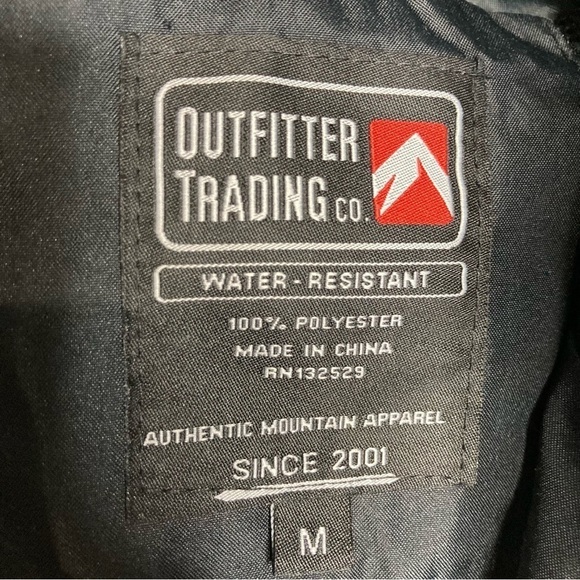 OUTFITTER
TRADING CO.
WATER-RESISTANT
100% POLYESTER
MADE IN CHINA
RN132529
AUTHENTIC MOUNTAIN APPAREL
SINCE 2001
M